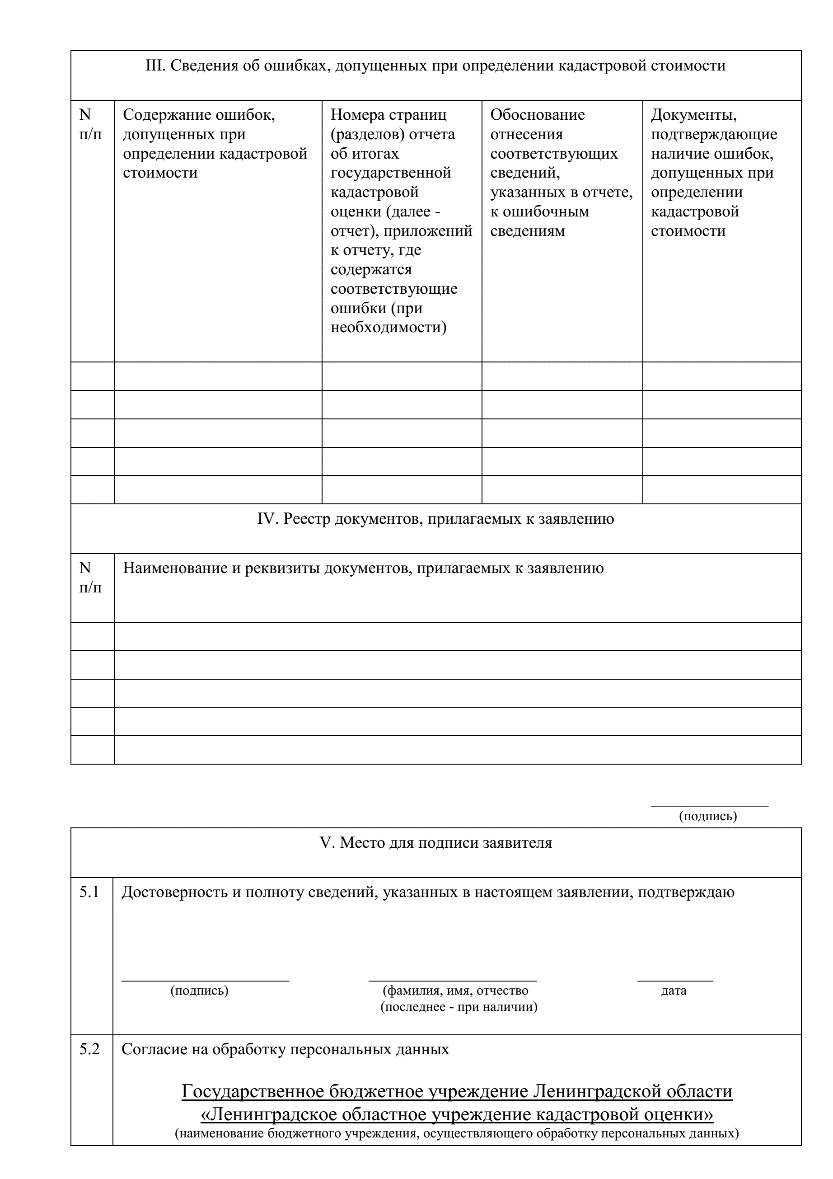 III. Сведения об ошибках, допущенных при определении кадастровой стоимости
N
п/п
Содержание ошибок,
допущенных при
определении кадастровой
стоимости
Номера страниц
(разделов) отчета
об итогах
государственной
кадастровой
оценки (далее -
отчет), приложений
к отчету, где
содержатся
соответствующие
ошибки (при
необходимости)
Обоснование
отнесения
соответствующих
сведений,
указанных в отчете,
к ошибочным
сведениям
Документы,
подтверждающие
наличие ошибок,
допущенных при
определении
кадастровой
стоимости
IV. Реестр документов, прилагаемых к заявлению
N
п/п
Наименование и реквизиты документов, прилагаемых к заявлению
(подпись)
V. Место для подписи заявителя
5.1
Достоверность и полноту сведений, указанных в настоящем заявлении, подтверждаю
(подпись)
(фамилия, имя, отчество
(последнее - при наличии)
дата
5.2
Согласие на обработку персональных данных
Государственное бюджетное учреждение Ленинградской области
«Ленинградское областное учреждение кадастровой оценки»
(наименование бюджетного учреждения, осуществляющего обработку персональных данных)